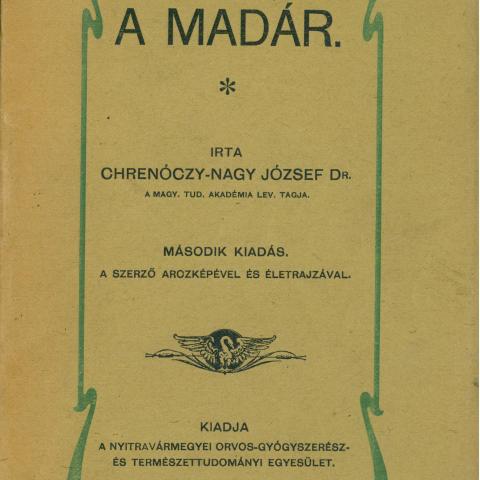 A MADÁR.
*
IRTA
CHRENÓCZY-NAGY JÓZSEF DR.
A MAGY. TUD. AKADÉMIA LEV. TAGJA.
MÁSODIK KIADÁS.
A SZERZŐ ARCZKÉPÉVEL ÉS ÉLETRAJZÁVAL.
KIADJA
A NYITRAVÁRMEGYEI ORVOS-GYÓGYSZERÉSZ-
ÉS TERMÉSZETTUDOMÁNYI EGYESÜLET.